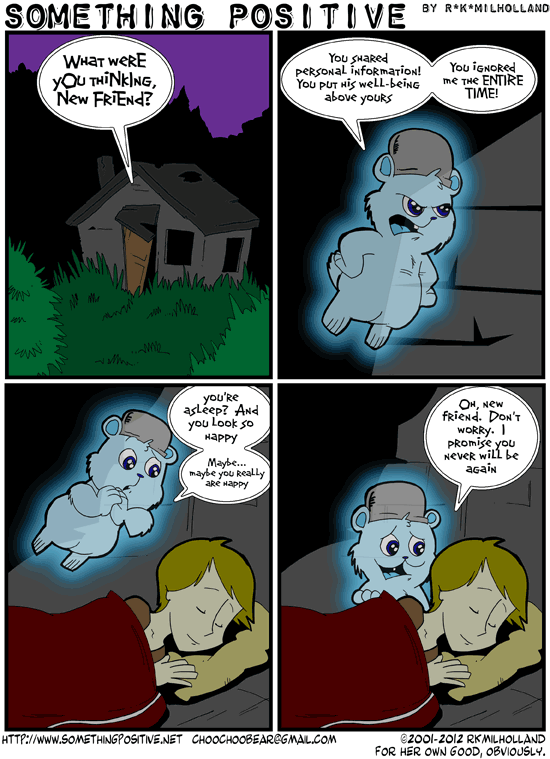 SOMETHING POSITIVE BY R*K*MILHOLLAND
WHAT WERE
YOU THINKING,
NEW FRIEND?
YOU SHARED
PERSONAL INFORMATION!
YOU PUT HIS WELL-BEING
ABOVE YOURS
YOU IGNORED
ME THE ENTIRE
TIME!
YOU'RE
ASLEEP? AND
YOU LOOK SO
HAPPY
MAYBE...
MAYBE YOU REALLY
ARE HAPPY
OH, NEW
FRIEND. DON'T
WORRY. I
PROMISE YOU
NEVER WILL BE
AGAIN
HTTP://WWW.SOMETHINGPOSITIVE.NET CHOOCHOOBEAR@GMAIL.COM ©2001-2012 RKMILHOLLAND
FOR HER OWN GOOD, OBVIOUSLY.